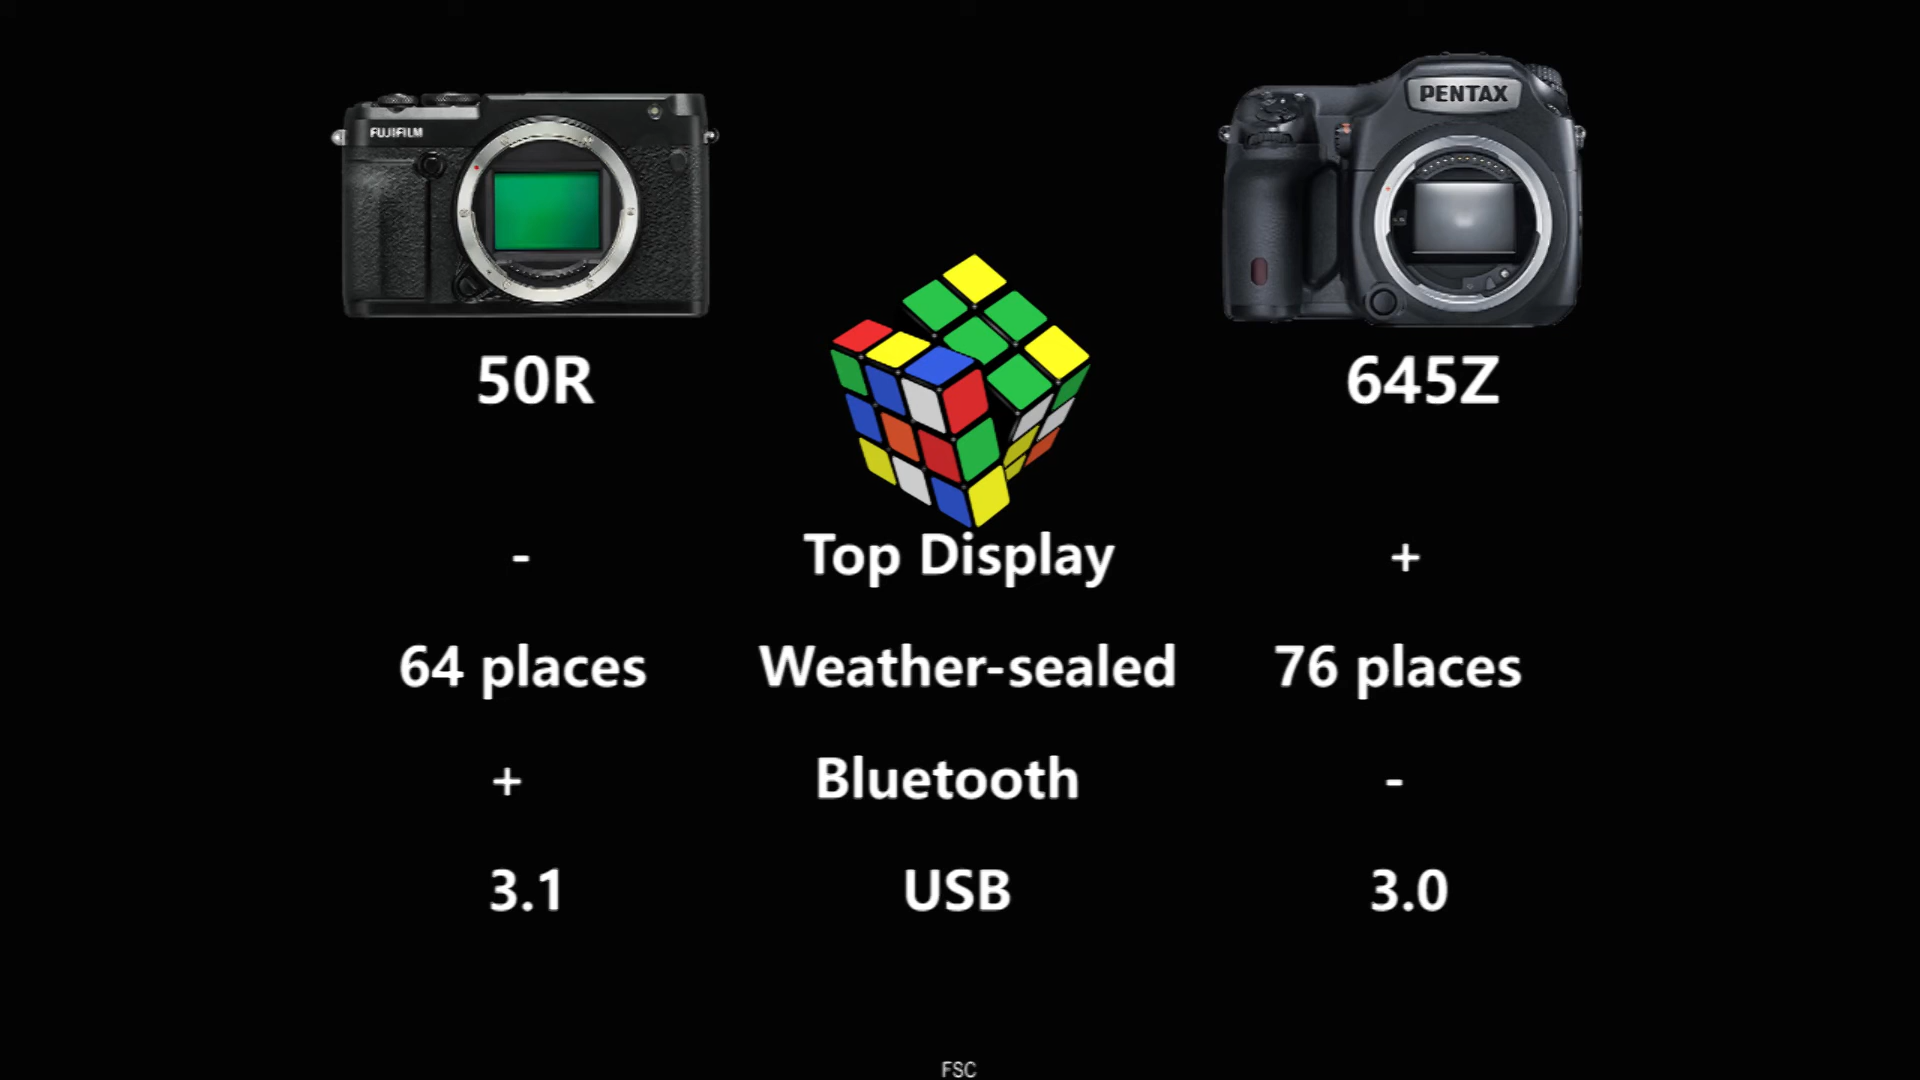 FUJIFILM
PENTAX
50R
645Z
- Top Display +
64 places Weather-sealed 76 places
+ Bluetooth -
3.1 USB 3.0
FSC